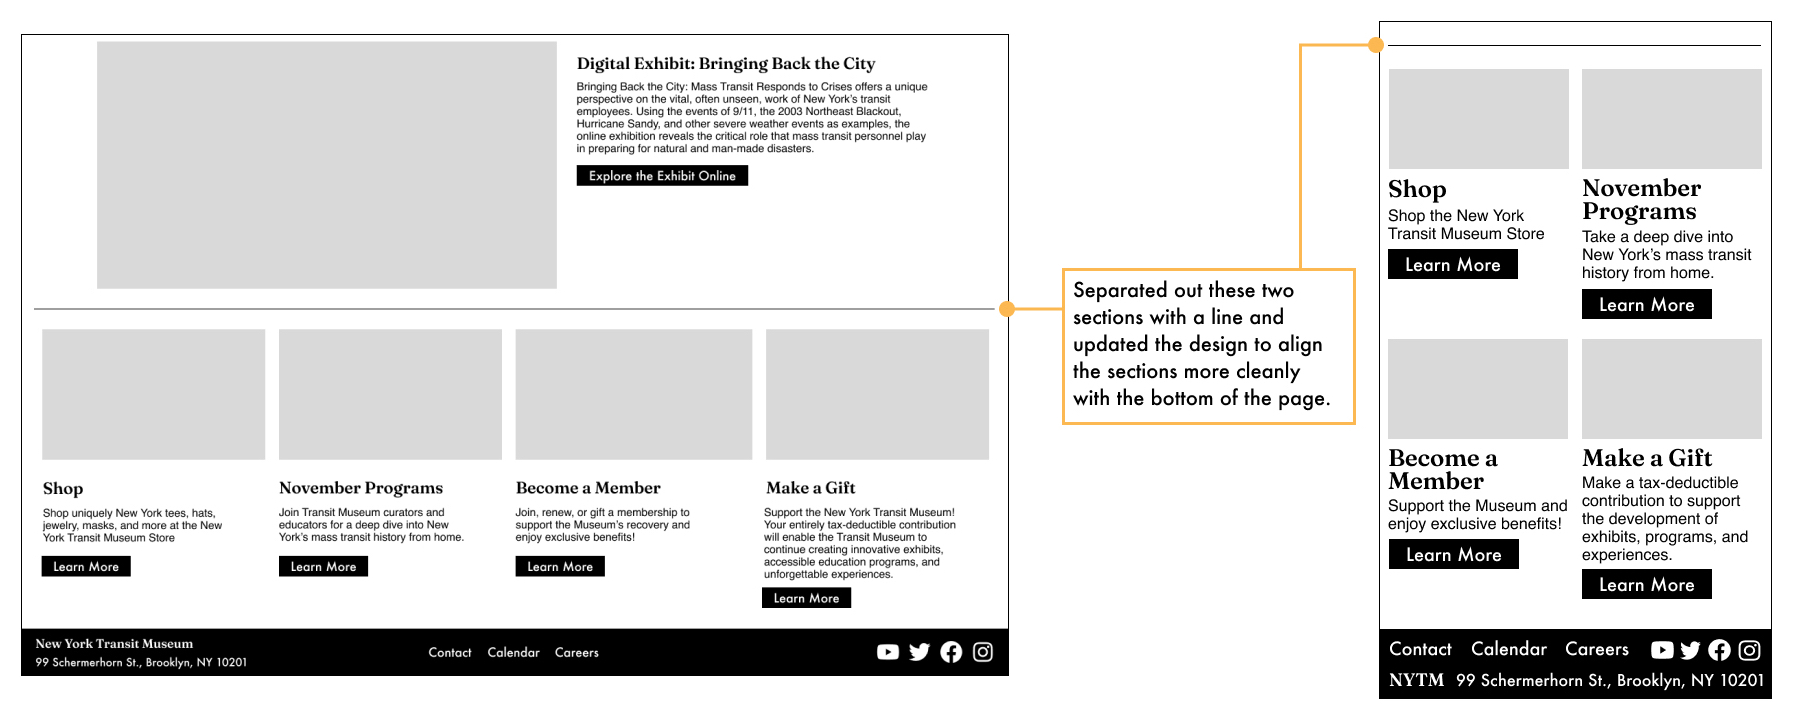 Digital Exhibit: Bringing Back the City
Bringing Back the City: Mass Transit Responds to Crises offers a unique
perspective on the vital, often unseen, work of New York's transit
employees. Using the events of 9/11, the 2003 Northeast Blackout,
Hurricane Sandy, and other severe weather events as examples, the
online exhibition reveals the critical role that mass transit personnel play
in preparing for natural and man-made disasters.
Explore the Exhibit Online
Shop
Shop uniquely New York tees, hats,
jewelry, masks, and more at the New
York Transit Museum Store
Learn More
November Programs
Join Transit Museum curators and
educators for a deep dive into New
York's mass transit history from home.
Learn More
Become a Member
Join, renew, or gift a membership to
support the Museum's recovery and
enjoy exclusive benefits!
Learn More
Make a Gift
Support the New York Transit Museum!
Your entirely tax-deductible contribution
will enable the Transit Museum to
continue creating innovative exhibits,
accessible education programs, and
unforgettable experiences.
Learn More
New York Transit Museum
99 Schermerhorn St., Brooklyn, NY 10201
Contact Calendar Careers
Separated out these two
sections with a line and
updated the design to align
the sections more cleanly
with the bottom of the page.
Shop
Shop the New York
Transit Museum Store
Learn More
November
Programs
Take a deep dive into
New York's mass transit
history from home.
Learn More
Become a
Member
Support the Museum and
enjoy exclusive benefits!
Learn More
Make a Gift
Make a tax-deductible
contribution to support
the development of
exhibits, programs, and
experiences.
Learn More
Contact Calendar Careers
NYTM 99 Schermerhorn St., Brooklyn, NY 10201